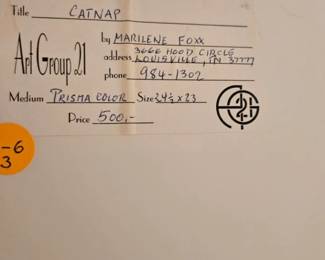 Title CATNAP
Art Group 21
by MARILENE FOXX
3666 HOOD CIRCLE
address LOUISVILLE, TN 37777
phone 984-1302
Medium PRISMA COLOR Size 24½ x 23
Price 500,-
-6
3